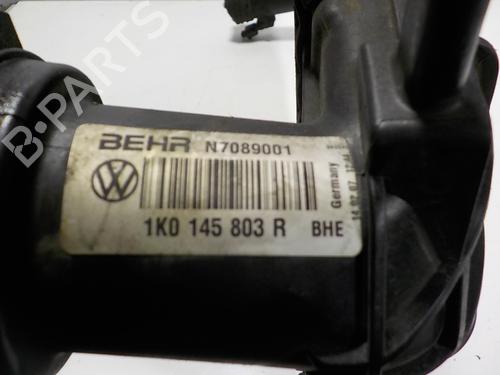 BEHR N7089001
1K0 145 803 R BHE
Germany
B-Parts